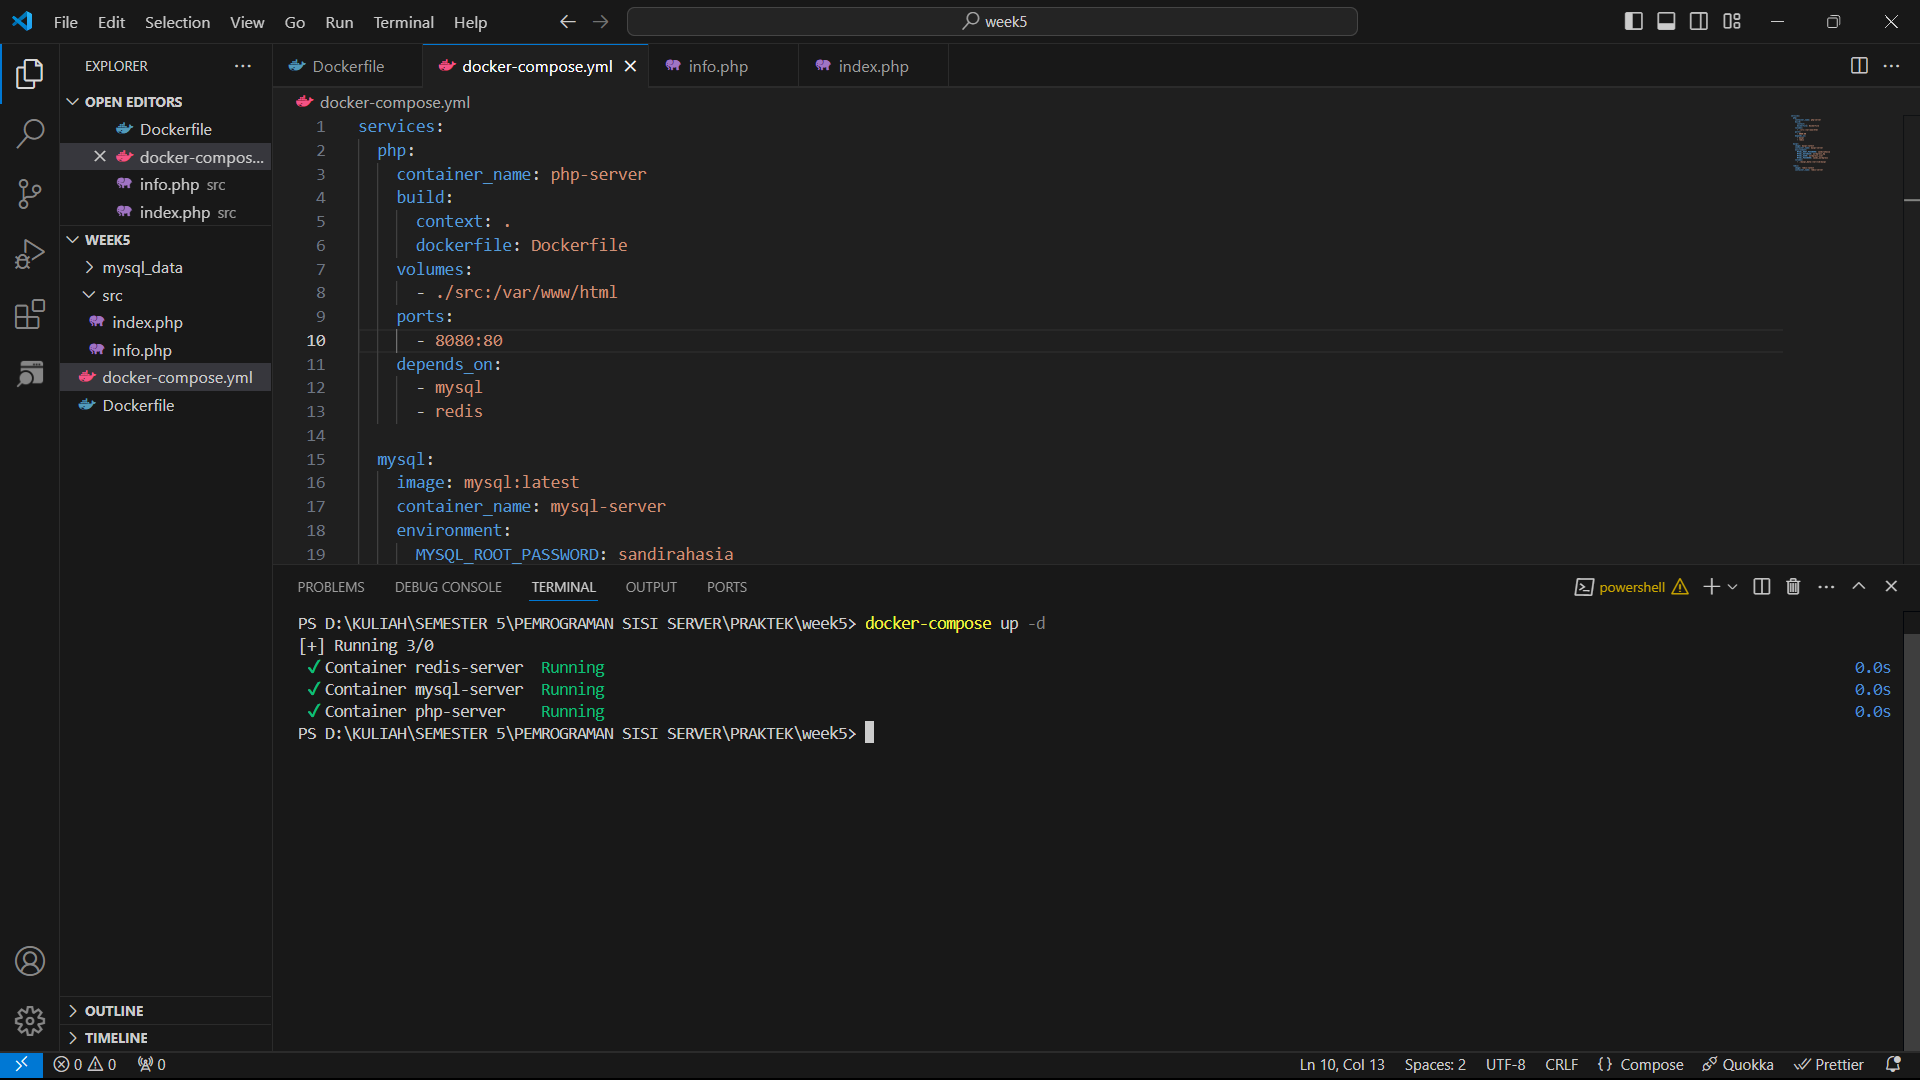 File Edit Selection View Go Run Terminal Help
week5
EXPLORER
OPEN EDITORS
Dockerfile
docker-compos...
info.php src
index.php src
WEEK5
mysql_data
src
index.php
info.php
docker-compose.yml
Dockerfile
OUTLINE
TIMELINE
Dockerfile docker-compose.yml info.php index.php
docker-compose.yml
1 services:
2 php:
3 container_name: php-server
4 build:
5 context: .
6 dockerfile: Dockerfile
7 volumes:
8 - ./src:/var/www/html
9 ports:
10 - 8080:80
11 depends_on:
12 - mysql
13 - redis
14
15 mysql:
16 image: mysql:latest
17 container_name: mysql-server
18 environment:
19 MYSQL_ROOT_PASSWORD: sandirahasia
PROBLEMS DEBUG CONSOLE TERMINAL OUTPUT PORTS
powershell
PS D:\KULIAH\SEMESTER 5\PEMROGRAMAN SISI SERVER\PRAKTEK\week5> docker-compose up -d
[+] Running 3/0
✓ Container redis-server Running 0.0s
✓ Container mysql-server Running 0.0s
✓ Container php-server Running 0.0s
PS D:\KULIAH\SEMESTER 5\PEMROGRAMAN SISI SERVER\PRAKTEK\week5>
0 0 0
Ln 10, Col 13 Spaces: 2 UTF-8 CRLF {} Compose Quokka Prettier